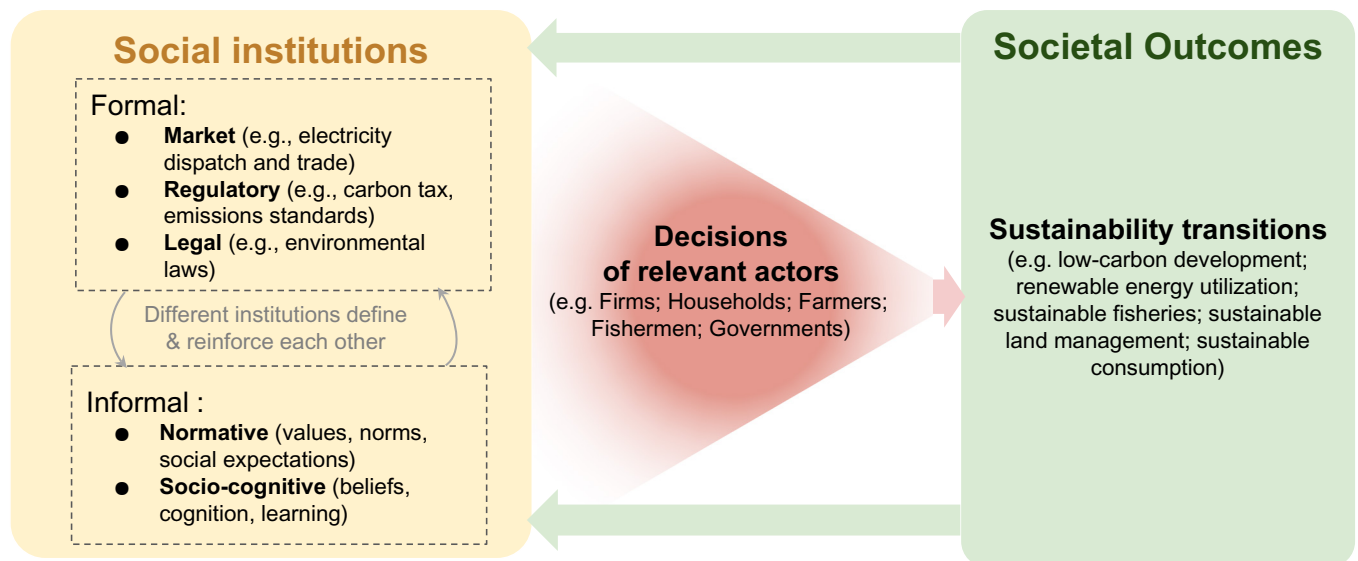 Social institutions
Formal:
● Market (e.g., electricity
dispatch and trade)
● Regulatory (e.g., carbon tax,
emissions standards)
● Legal (e.g., environmental
laws)
Different institutions define
& reinforce each other
Informal :
● Normative (values, norms,
social expectations)
● Socio-cognitive (beliefs,
cognition, learning)
Decisions
of relevant actors
(e.g. Firms; Households; Farmers;
Fishermen; Governments)
Societal Outcomes
Sustainability transitions
(e.g. low-carbon development;
renewable energy utilization;
sustainable fisheries; sustainable
land management; sustainable
consumption)